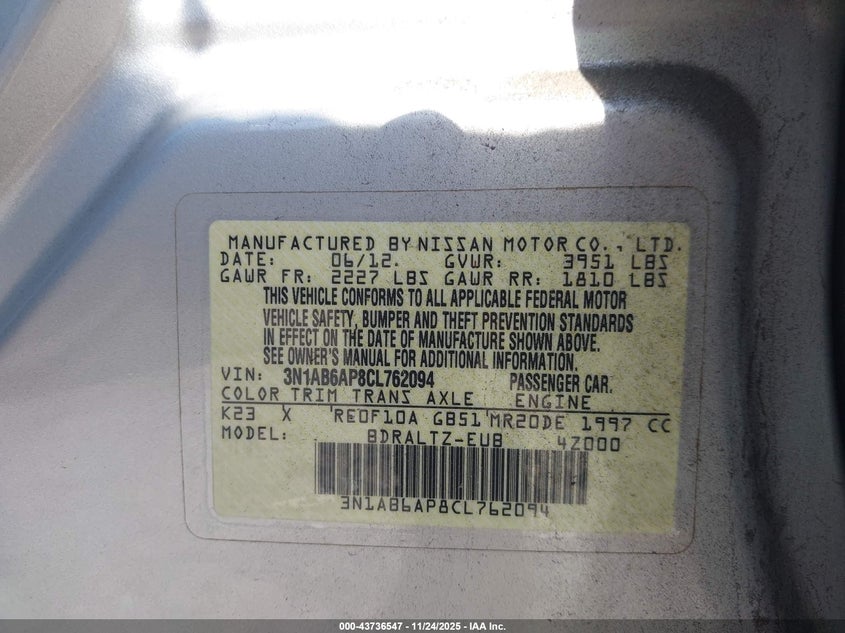 MANUFACTURED BY NISSAN MOTOR CO., LTD.
DATE: 06/12. GVWR: 3951 LBS
GAWR FR: 2227 LBS GAWR RR: 1810 LBS
THIS VEHICLE CONFORMS TO ALL APPLICABLE FEDERAL MOTOR
VEHICLE SAFETY, BUMPER AND THEFT PREVENTION STANDARDS
IN EFFECT ON THE DATE OF MANUFACTURE SHOWN ABOVE.
SEE OWNER'S MANUAL FOR ADDITIONAL INFORMATION.
VIN: 3N1AB6AP8CL762094 PASSENGER CAR.
COLOR TRIM TRANS AXLE ENGINE
K23 X RE0F10A GB51 MR20DE 1997 CC
MODEL: BDRALTZ-EUB 4Z000
3N1AB6AP8CL762094
000-43736547 - 11/24/2025 - IAA Inc.